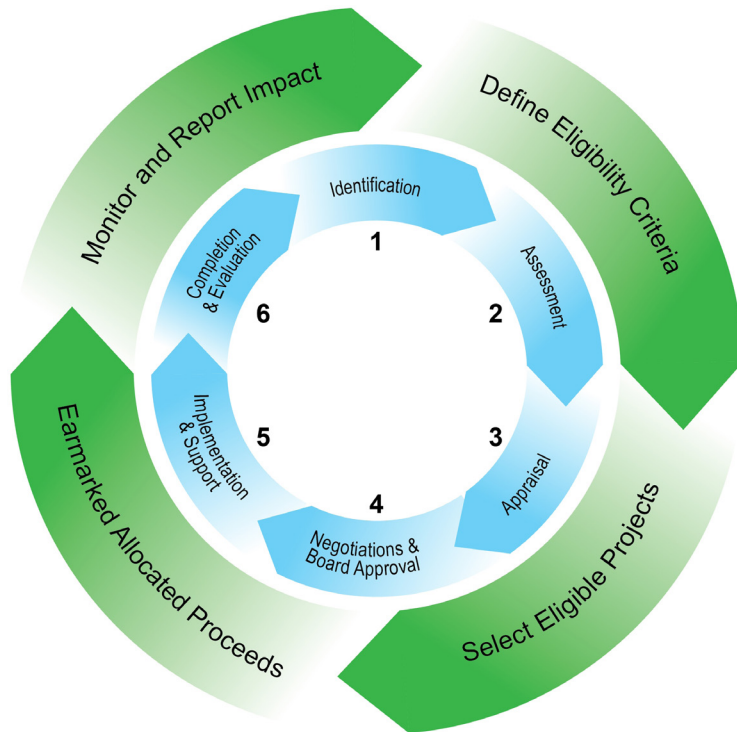 Define Eligibility Criteria
Select Eligible Projects
Earmarked Allocated Proceeds
Monitor and Report Impact
Identification
1
Assessment
2
Appraisal
3
Negotiations &
Board Approval
4
Implementation
& Support
5
Completion
& Evaluation
6